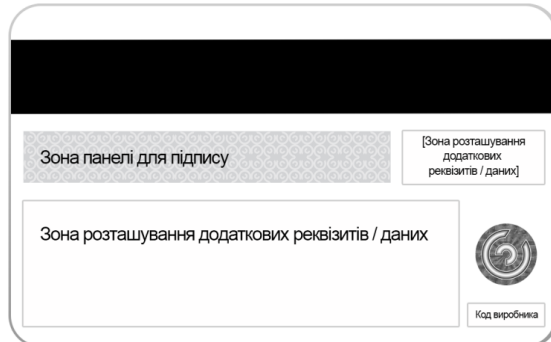 Зона панелі для підпису
[Зона розташування
додаткових
реквізитів / даних]
Зона розташування додаткових реквізитів / даних
Код виробника